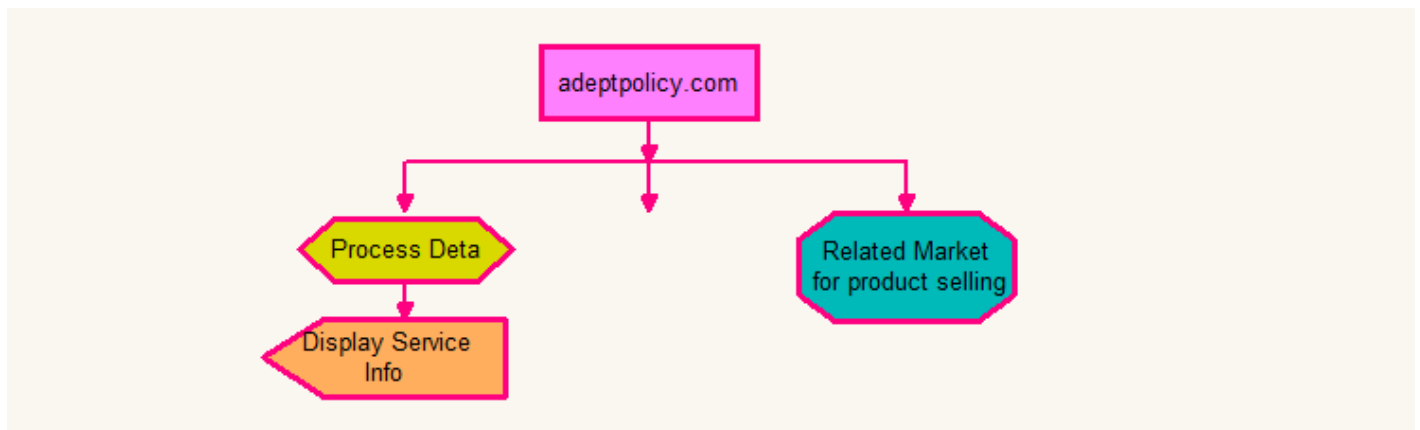 adeptpolicy.com
Process Deta
Related Market
for product selling
Display Service
Info